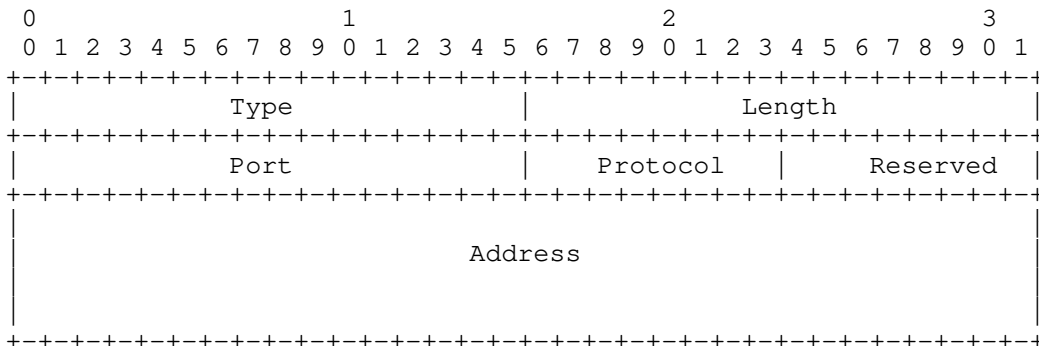 0                   1                   2                   3
0 1 2 3 4 5 6 7 8 9 0 1 2 3 4 5 6 7 8 9 0 1 2 3 4 5 6 7 8 9 0 1
+-+-+-+-+-+-+-+-+-+-+-+-+-+-+-+-+-+-+-+-+-+-+-+-+-+-+-+-+-+-+-+-+
| Type | Length |
+-+-+-+-+-+-+-+-+-+-+-+-+-+-+-+-+-+-+-+-+-+-+-+-+-+-+-+-+-+-+-+-+
| Port | Protocol | Reserved |
+-+-+-+-+-+-+-+-+-+-+-+-+-+-+-+-+-+-+-+-+-+-+-+-+-+-+-+-+-+-+-+-+
| |
| Address |
| |
| |
+-+-+-+-+-+-+-+-+-+-+-+-+-+-+-+-+-+-+-+-+-+-+-+-+-+-+-+-+-+-+-+-+